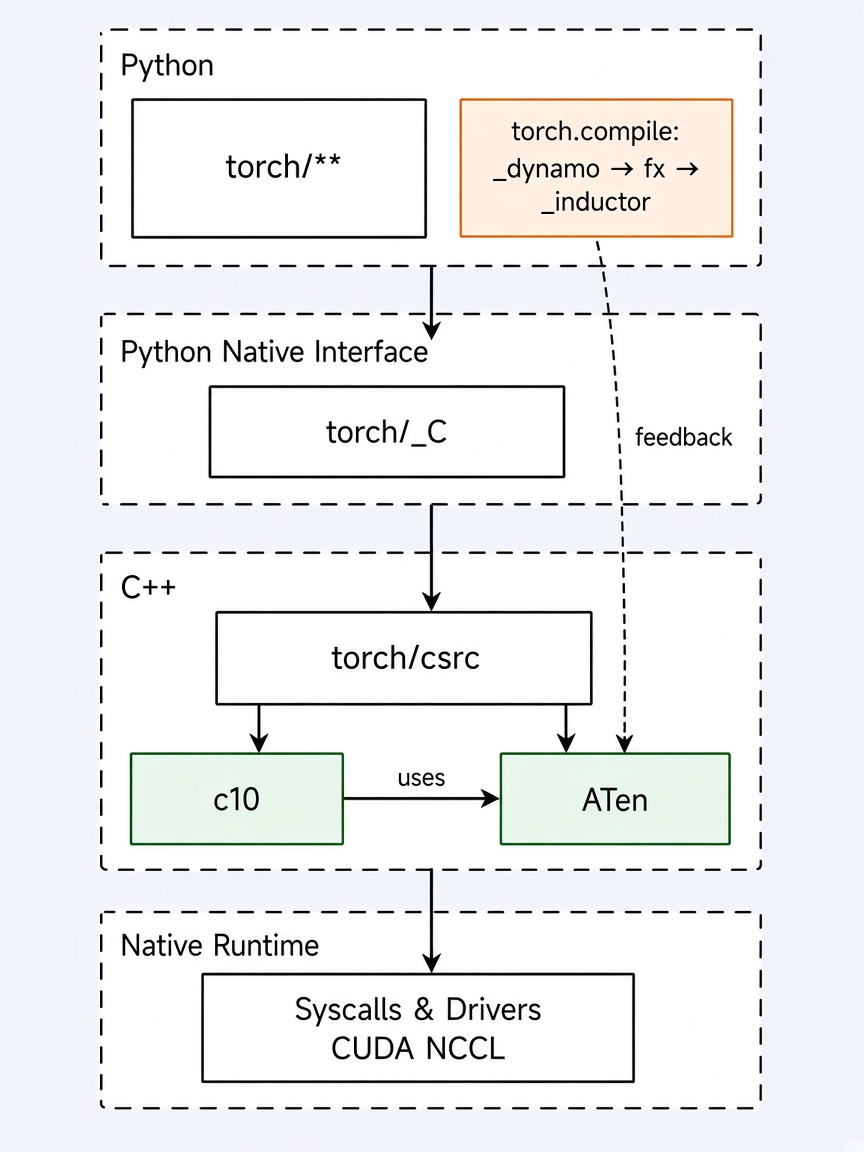 Python
torch/**
torch.compile:
_dynamo → fx →
_inductor
Python Native Interface
torch/_C
feedback
C++
torch/csrc
c10
uses
ATen
Native Runtime
Syscalls & Drivers
CUDA NCCL